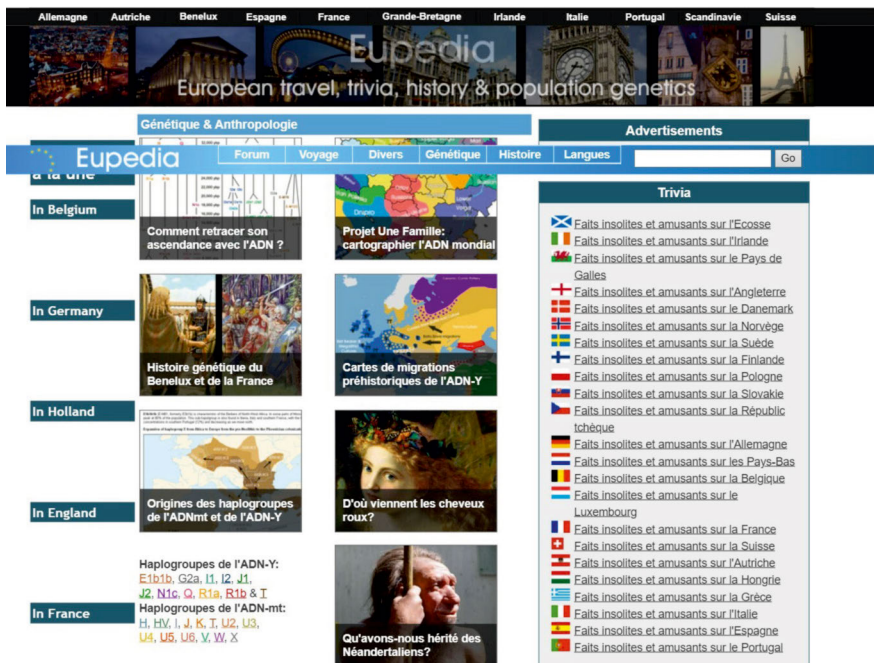 Allemagne Autriche Benelux Espagne France Grande-Bretagne Irlande Italie Portugal Scandinavie Suisse
Eupedia
European travel, trivia, history & population genetics
Génétique & Anthropologie
Advertisements
Eupedia Forum Voyage Divers Génétique Histoire Langues Go
à la une
In Belgium
In Germany
In Holland
In England
In France
Comment retracer son
ascendance avec l'ADN ?
Projet Une Famille:
cartographier l'ADN mondial
Histoire génétique du
Benelux et de la France
Cartes de migrations
préhistoriques de l'ADN-Y
Origines des haplogroupes
de l'ADNmt et de l'ADN-Y
D'où viennent les cheveux
roux?
Haplogroupes de l'ADN-Y:
E1b1b, G2a, I1, I2, J1,
J2, N1c, Q, R1a, R1b & T
Haplogroupes de l'ADN-mt:
H, HV, I, J, K, T, U2, U3,
U4, U5, U6, V, W, X
Qu'avons-nous hérité des
Néandertaliens?
Trivia
Faits insolites et amusants sur l'Ecosse
Faits insolites et amusants sur l'Irlande
Faits insolites et amusants sur le Pays de
Galles
Faits insolites et amusants sur l'Angleterre
Faits insolites et amusants sur le Danemark
Faits insolites et amusants sur la Norvège
Faits insolites et amusants sur la Suède
Faits insolites et amusants sur la Finlande
Faits insolites et amusants sur la Pologne
Faits insolites et amusants sur la Slovakie
Faits insolites et amusants sur la Républic
tchèque
Faits insolites et amusants sur l'Allemagne
Faits insolites et amusants sur les Pays-Bas
Faits insolites et amusants sur la Belgique
Faits insolites et amusants sur le
Luxembourg
Faits insolites et amusants sur la France
Faits insolites et amusants sur la Suisse
Faits insolites et amusants sur l'Autriche
Faits insolites et amusants sur la Hongrie
Faits insolites et amusants sur la Grèce
Faits insolites et amusants sur l'Italie
Faits insolites et amusants sur l'Espagne
Faits insolites et amusants sur le Portugal